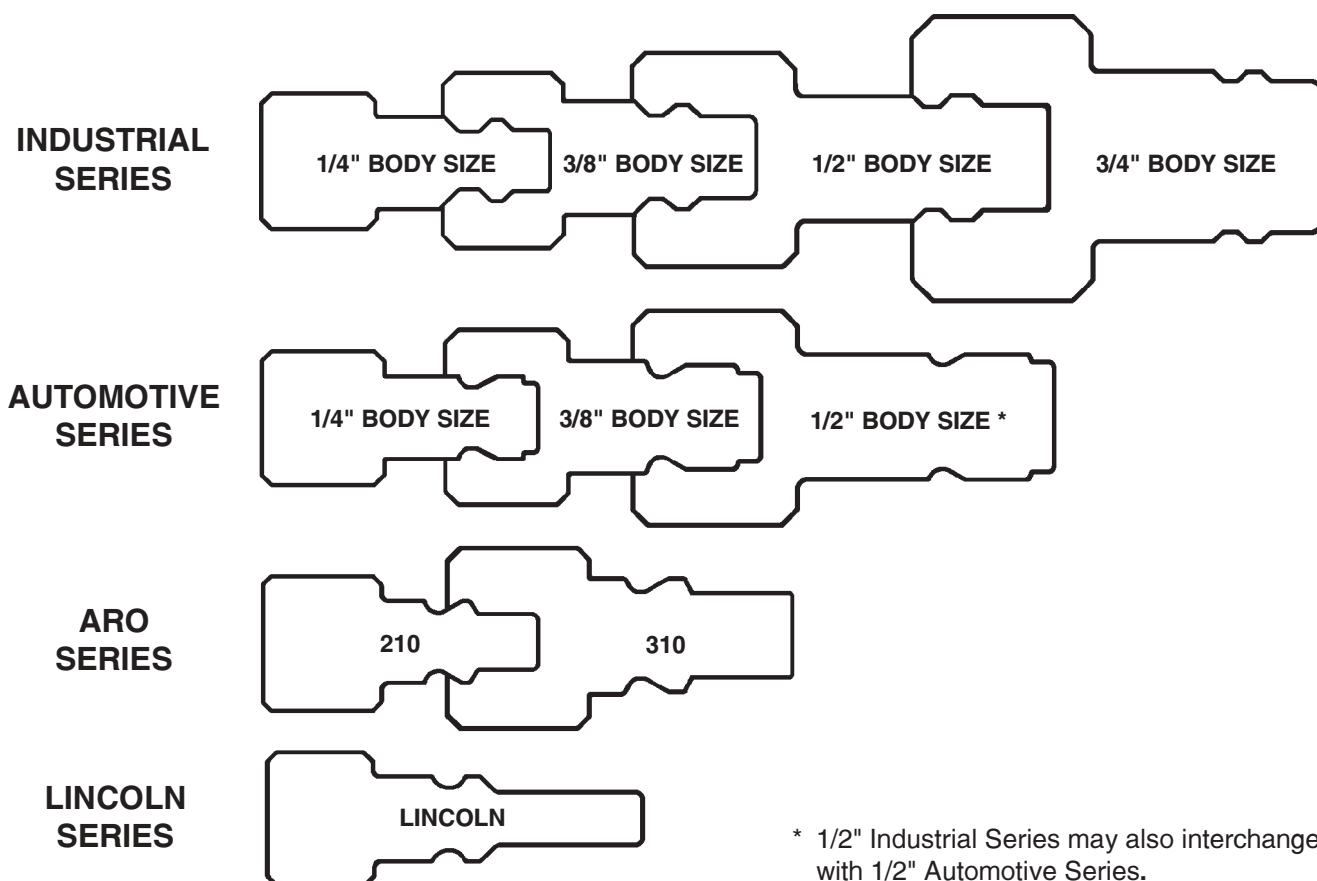 INDUSTRIAL
SERIES
1/4" BODY SIZE
3/8" BODY SIZE
1/2" BODY SIZE
3/4" BODY SIZE
AUTOMOTIVE
SERIES
1/4" BODY SIZE
3/8" BODY SIZE
1/2" BODY SIZE *
ARO
SERIES
210
310
LINCOLN
SERIES
LINCOLN
* 1/2" Industrial Series may also interchange
with 1/2" Automotive Series.